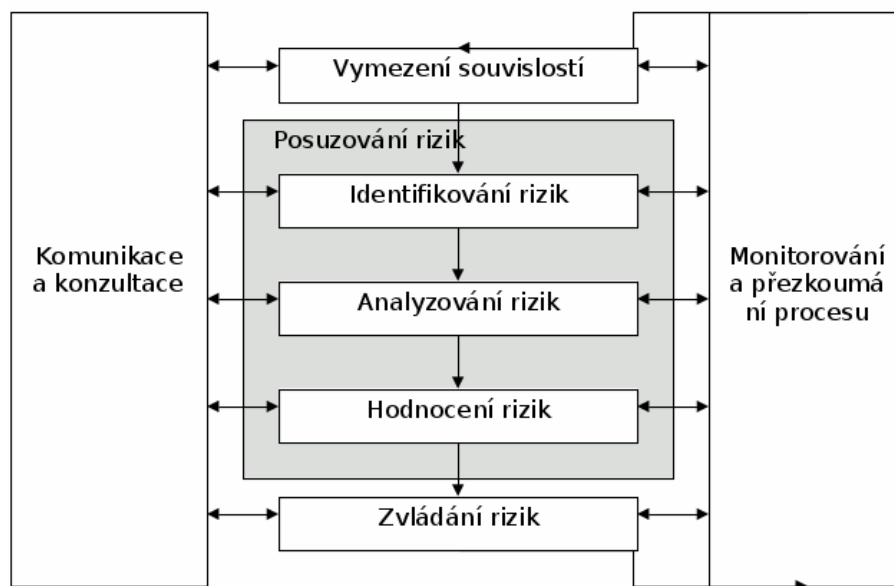 Vymezení souvislostí
Posuzování rizik
Identifikování rizik
Komunikace
a konzultace
Analyzování rizik
Monitorování
a přezkoumá
ní procesu
Hodnocení rizik
Zvládání rizik